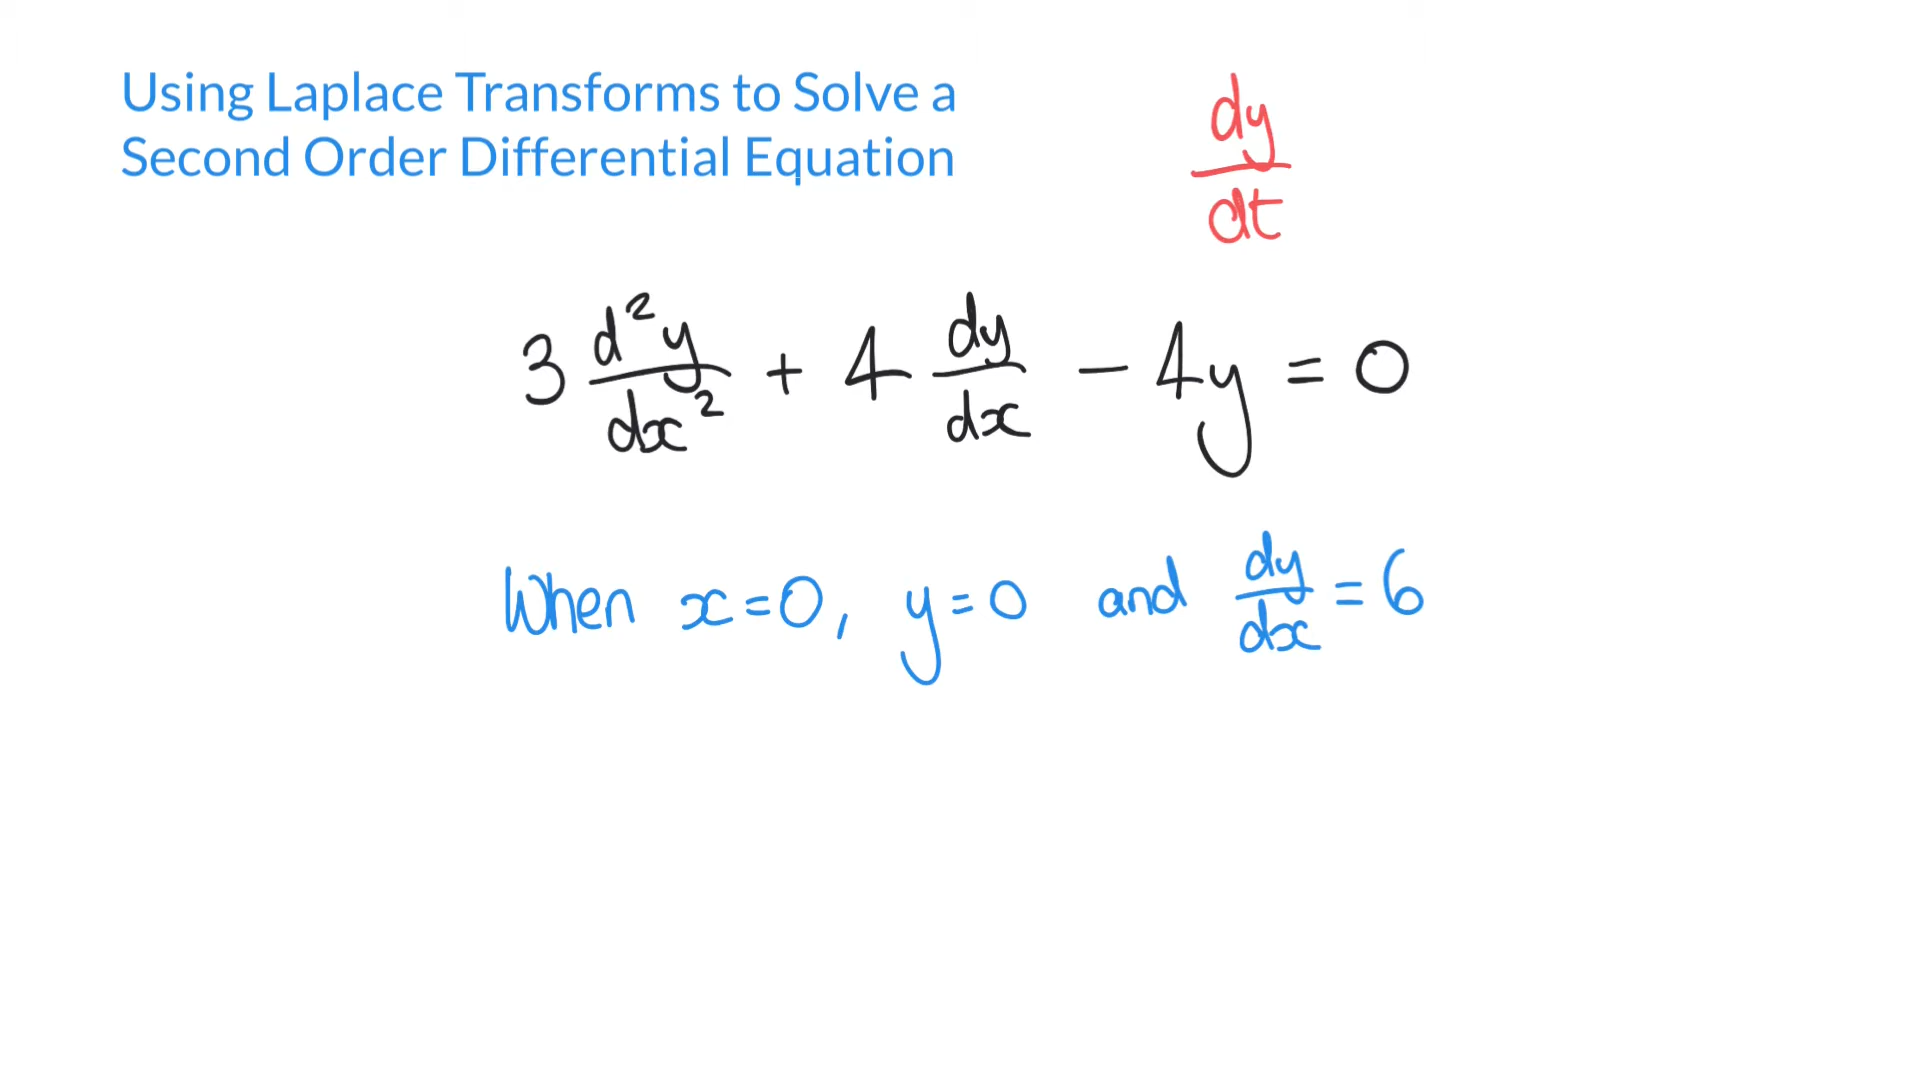 Using Laplace Transforms to Solve a
Second Order Differential Equation
dy/dt
3 d²y/dx² + 4 dy/dx - 4y = 0
When x=0, y=0 and dy/dx = 6